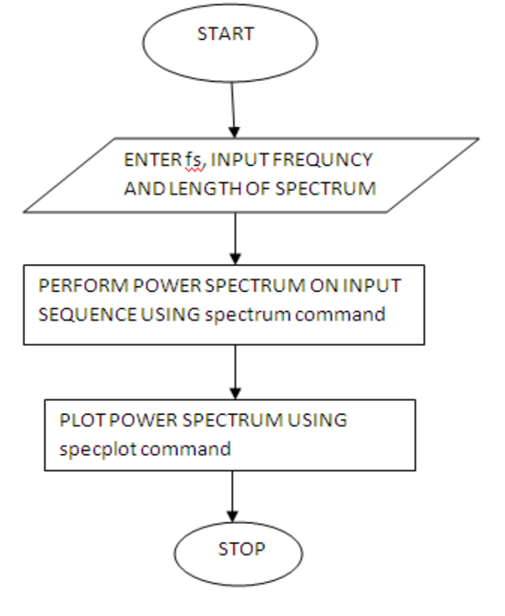 START
ENTER fs, INPUT FREQUNCY
AND LENGTH OF SPECTRUM
PERFORM POWER SPECTRUM ON INPUT
SEQUENCE USING spectrum command
PLOT POWER SPECTRUM USING
specplot command
STOP